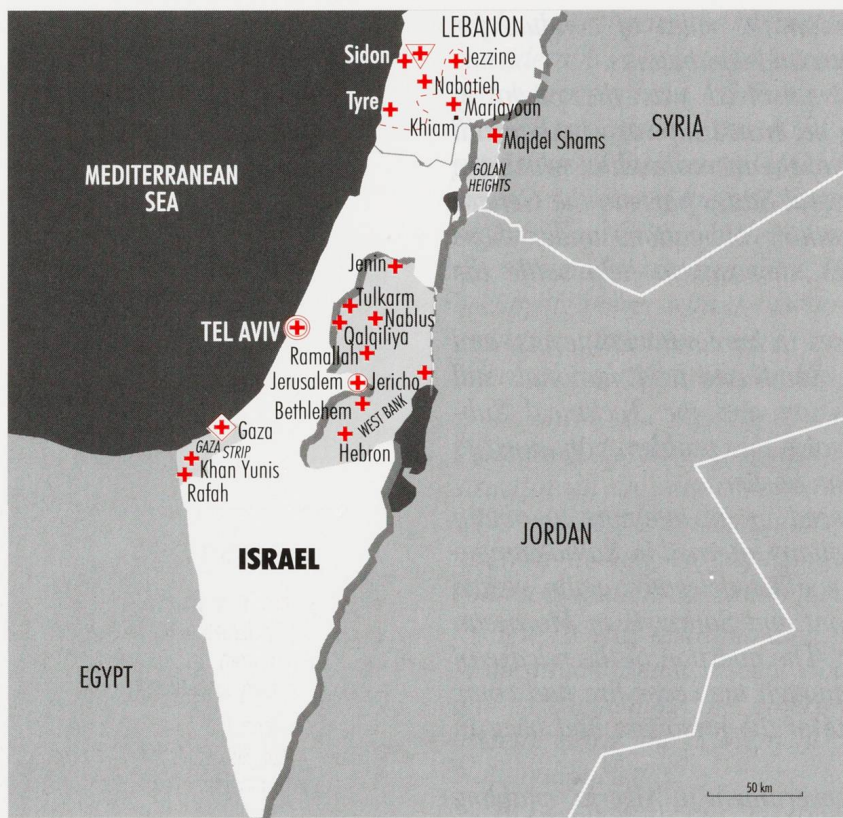 LEBANON
Sidon
Jezzine
Nabatieh
Tyre
Marjayoun
Khiam
SYRIA
Majdel Shams
MEDITERRANEAN
SEA
GOLAN
HEIGHTS
Jenin
Tulkarm
Nablus
TEL AVIV
Qalqiliya
Ramallah
Jerusalem
Jericho
Bethlehem
WEST BANK
Gaza
GAZA STRIP
Hebron
Khan Yunis
Rafah
JORDAN
ISRAEL
EGYPT
50 km